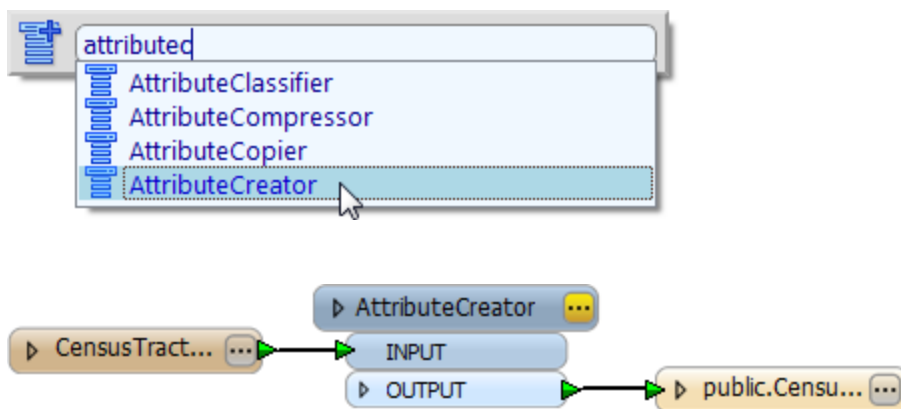 attributec
AttributeClassifier
AttributeCompressor
AttributeCopier
AttributeCreator
AttributeCreator ...
CensusTract... ...
INPUT
OUTPUT
public.Censu... ...